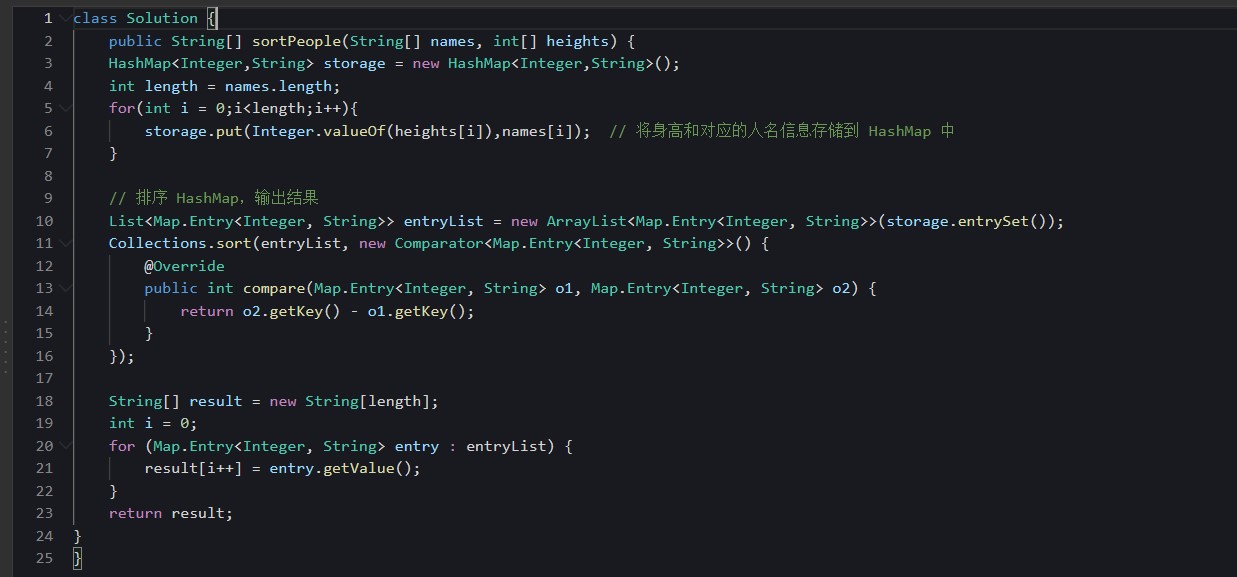 1 class Solution {
2 public String[] sortPeople(String[] names, int[] heights) {
3 HashMap<Integer,String> storage = new HashMap<Integer,String>();
4 int length = names.length;
5 for(int i = 0;i<length;i++){
6 storage.put(Integer.valueOf(heights[i]),names[i]);  // 将身高和对应的人名信息存储到 HashMap 中
7 }
8
9 // 排序 HashMap，输出结果
10 List<Map.Entry<Integer, String>> entryList = new ArrayList<Map.Entry<Integer, String>>(storage.entrySet());
11 Collections.sort(entryList, new Comparator<Map.Entry<Integer, String>>() {
12 @Override
13 public int compare(Map.Entry<Integer, String> o1, Map.Entry<Integer, String> o2) {
14 return o2.getKey() - o1.getKey();
15 }
16 });
17
18 String[] result = new String[length];
19 int i = 0;
20 for (Map.Entry<Integer, String> entry : entryList) {
21 result[i++] = entry.getValue();
22 }
23 return result;
24 }
25 }